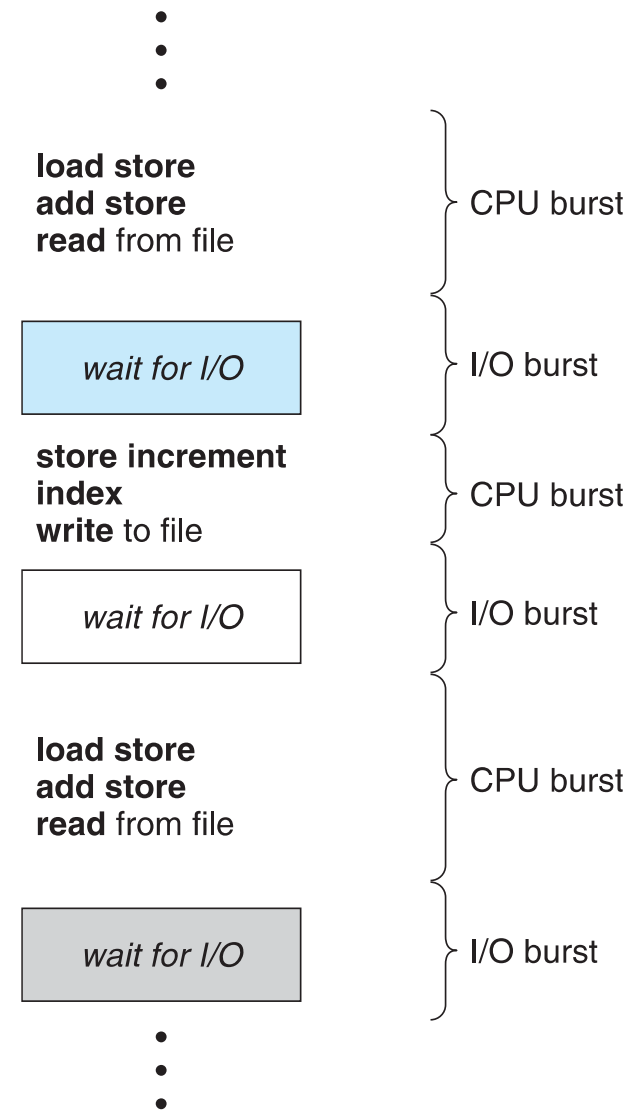 load store
add store
read from file
CPU burst
wait for I/O
I/O burst
store increment
index
write to file
CPU burst
wait for I/O
I/O burst
load store
add store
read from file
CPU burst
wait for I/O
I/O burst